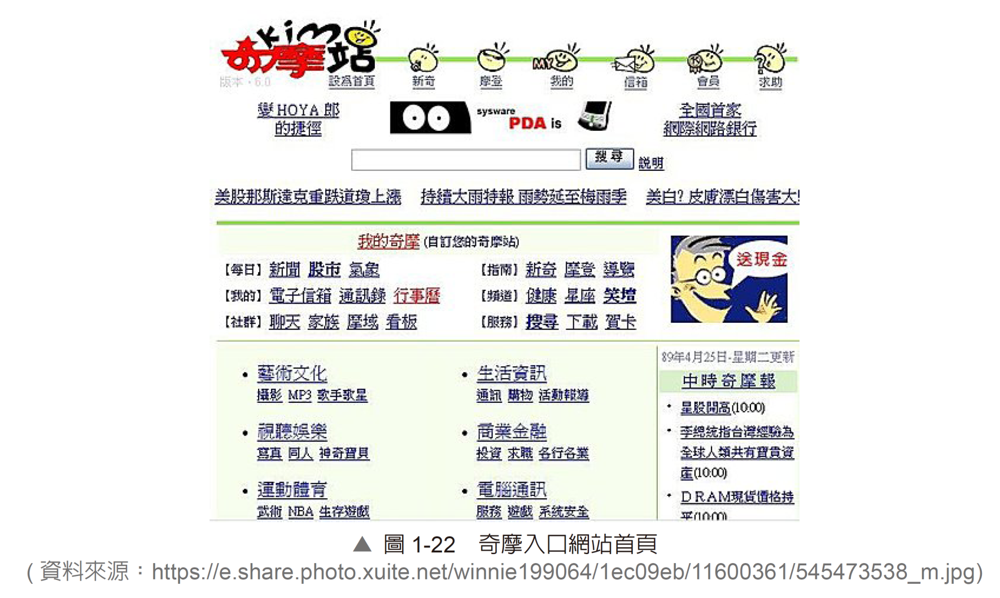 kimo
奇摩站
版本‧6.0 設為首頁 新奇 摩登 MY 我的 信箱 會員 求助
變 HOYA 郎
的捷徑
sysware
PDA is
全國首家
網際網路銀行
搜尋 說明
美股那斯達克重跌道瓊上漲 持續大雨特報 雨勢延至梅雨季 美白? 皮膚漂白傷害大!
我的奇摩 (自訂您的奇摩站)
【每日】 新聞 股市 氣象 【指南】 新奇 摩登 導覽
【我的】 電子信箱 通訊錄 行事曆 【頻道】 健康 星座 笑壇
【社群】 聊天 家族 摩域 看板 【服務】 搜尋 下載 賀卡
送現金
• 藝術文化
攝影 MP3 歌手歌星
• 生活資訊
通訊 購物 活動報導
• 視聽娛樂
寫真 同人 神奇寶貝
• 商業金融
投資 求職 各行各業
• 運動體育
武術 NBA 生存遊戲
• 電腦通訊
服務 遊戲 系統安全
89年4月25日-星期二更新
中時奇摩報
‧ 星股開高(10:00)
‧ 李總統指台灣經驗為
全球人類共有寶貴資
產(10:00)
‧ DRAM現貨價格持
平(10:00)
▲ 圖 1-22 奇摩入口網站首頁
( 資料來源：https://e.share.photo.xuite.net/winnie199064/1ec09eb/11600361/545473538_m.jpg)